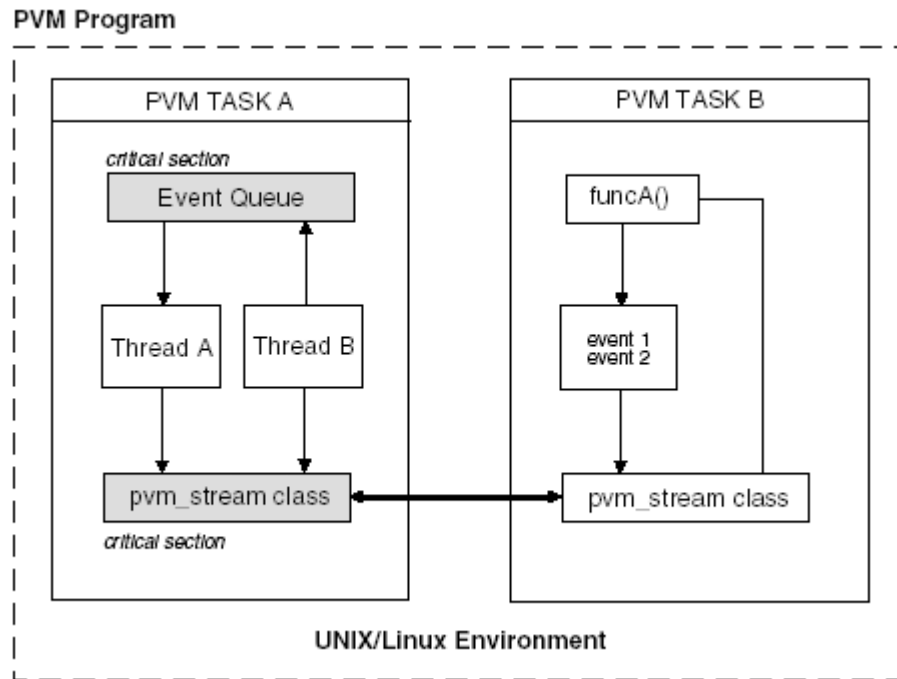 PVM Program
PVM TASK A
critical section
Event Queue
Thread A
Thread B
pvm_stream class
critical section
PVM TASK B
funcA()
event 1
event 2
pvm_stream class
UNIX/Linux Environment